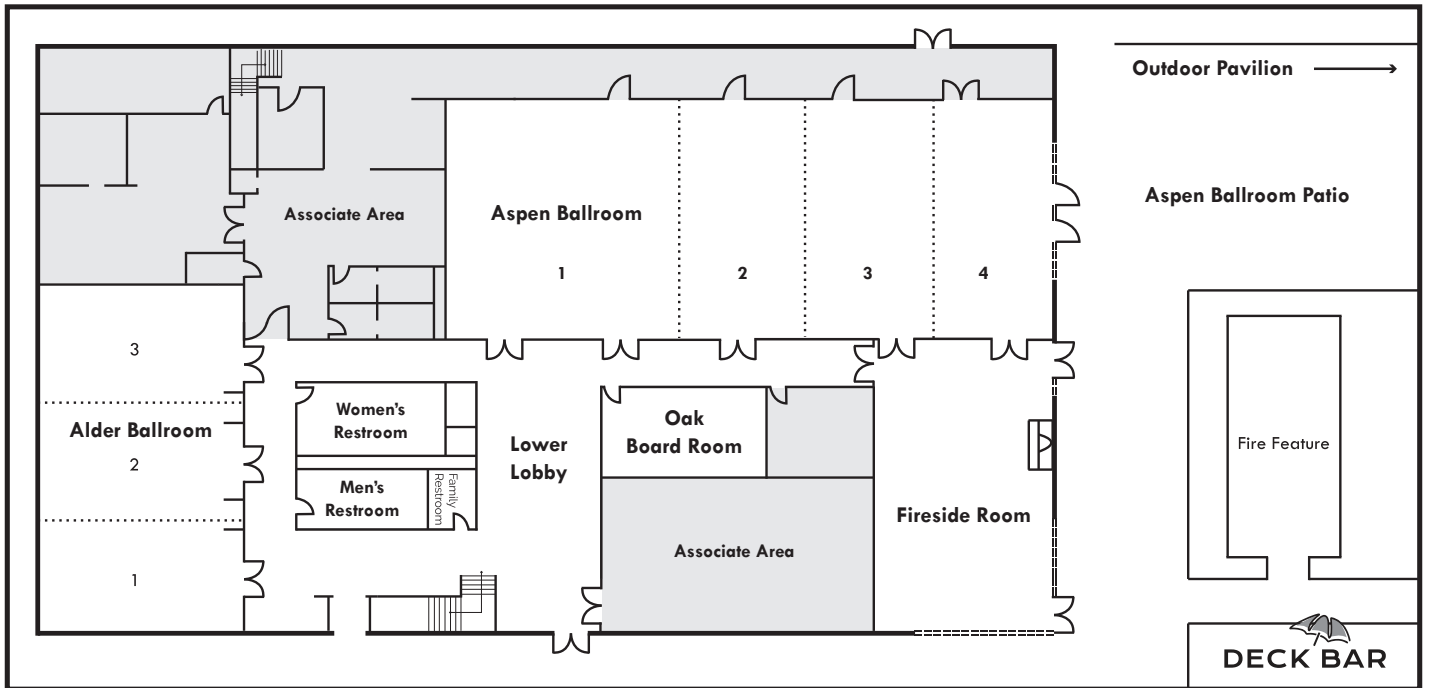 Outdoor Pavilion
Aspen Ballroom Patio
Associate Area
Aspen Ballroom
1
2
3
4
3
Alder Ballroom
2
1
Women's
Restroom
Men's
Restroom
Family
Restroom
Lower
Lobby
Oak
Board Room
Associate Area
Fireside Room
Fire Feature
DECK BAR